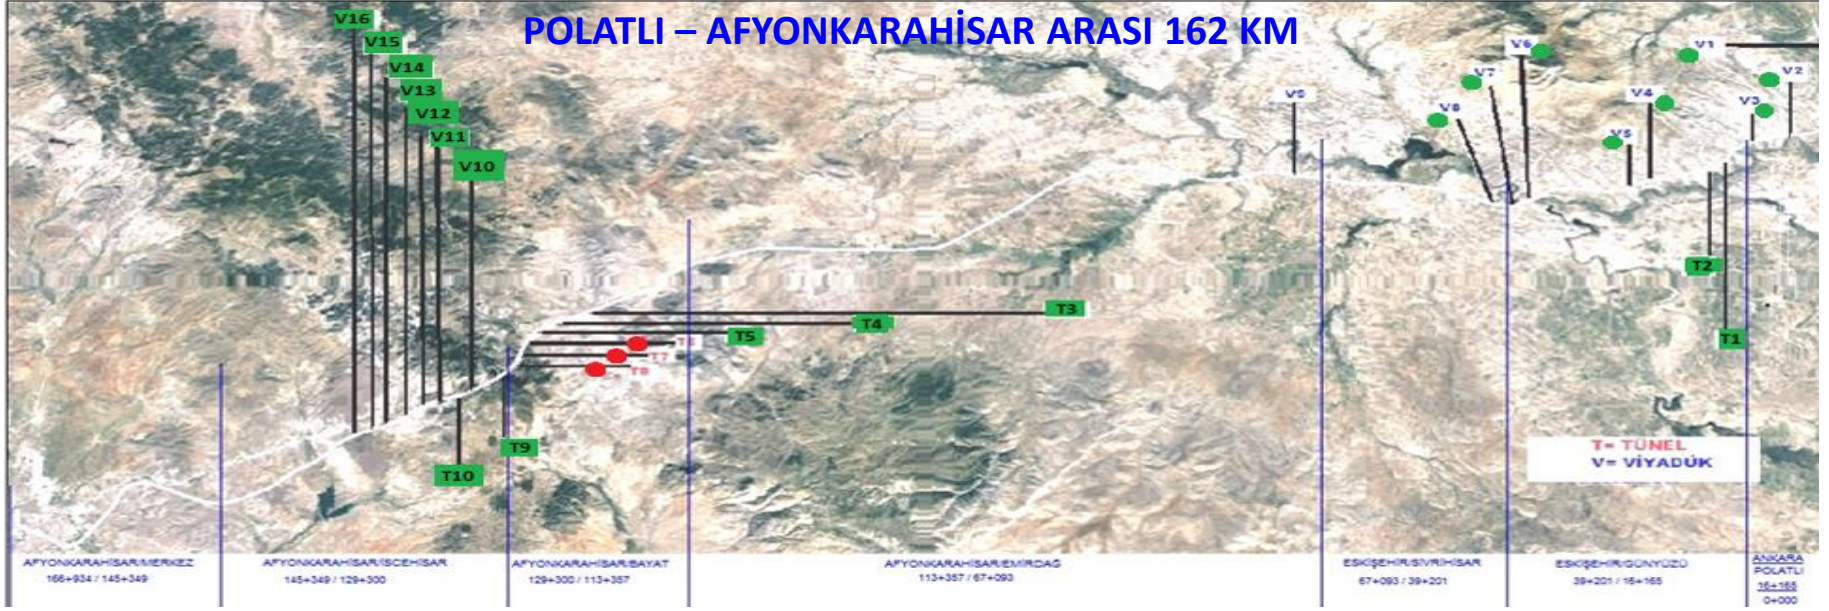 POLATLI – AFYONKARAHİSAR ARASI 162 KM
V16
V15
V14
V13
V12
V11
V10
V9
V8
V7
V6
V5
V4
V1
V2
V3
T2
T1
T3
T4
T5
T7
T8
T9
T10
T= TÜNEL
V= VİYADÜK
AFYONKARAHİSAR/MERKEZ
166+934 / 145+349
AFYONKARAHİSAR/İSCEHİSAR
145+349 / 129+300
AFYONKARAHİSAR/BAYAT
129+300 / 113+357
AFYONKARAHİSAR/EMİRDAĞ
113+357 / 67+093
ESKİŞEHİR/SİVRİHİSAR
67+093 / 39+201
ESKİŞEHİR/GÜNYÜZÜ
39+201 / 16+165
ANKARA
POLATLI
16+165
0+000